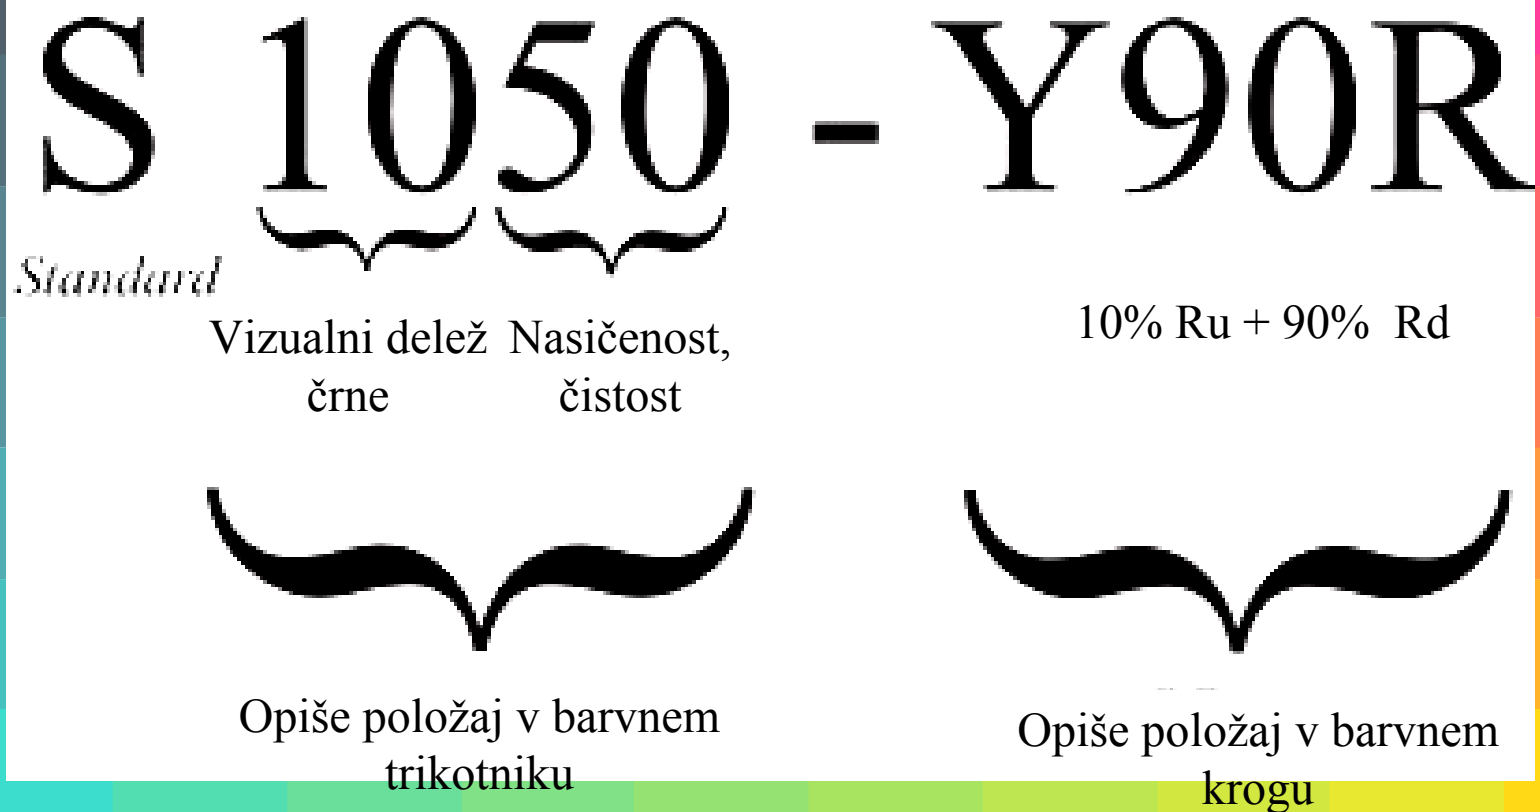 S 1050 - Y90R
Standard
Vizualni delež
črne
Nasičenost,
čistost
10% Ru + 90% Rd
Opiše položaj v barvnem
trikotniku
Opiše položaj v barvnem
krogu